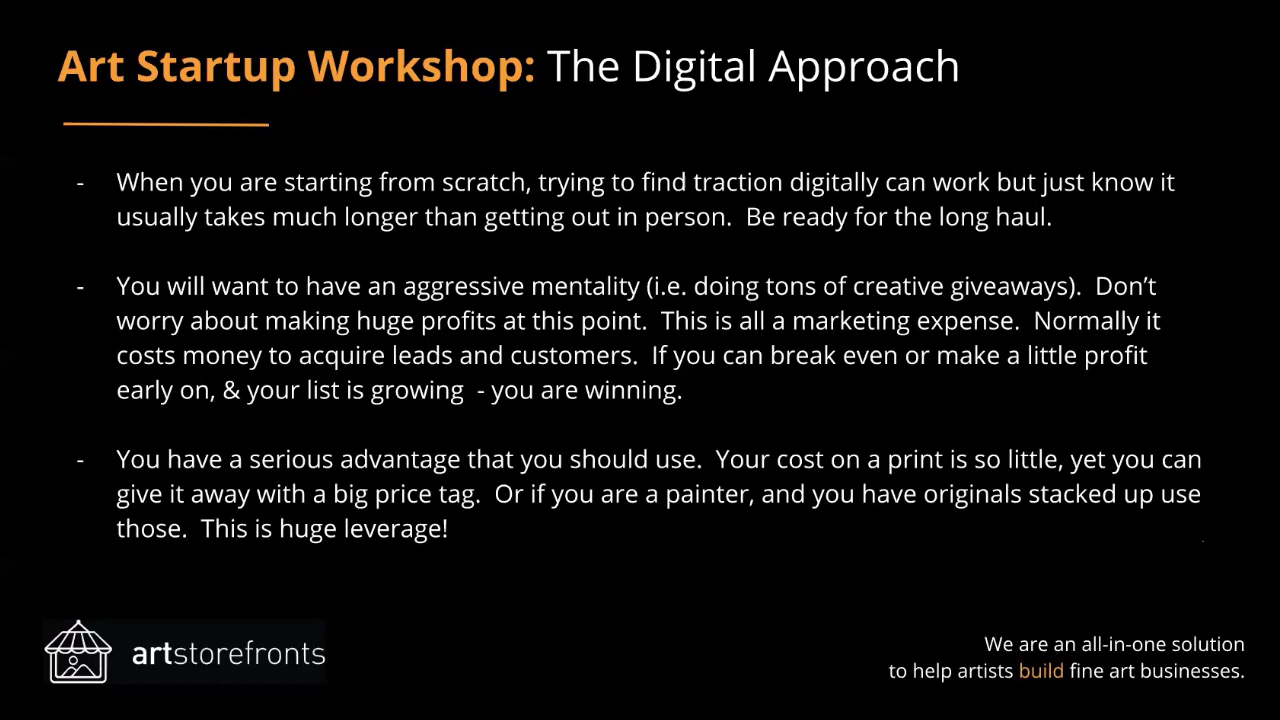 Art Startup Workshop: The Digital Approach
- When you are starting from scratch, trying to find traction digitally can work but just know it
usually takes much longer than getting out in person.  Be ready for the long haul.
- You will want to have an aggressive mentality (i.e. doing tons of creative giveaways).  Don’t
worry about making huge profits at this point.  This is all a marketing expense.  Normally it
costs money to acquire leads and customers.  If you can break even or make a little profit
early on, & your list is growing  - you are winning.
- You have a serious advantage that you should use.  Your cost on a print is so little, yet you can
give it away with a big price tag.  Or if you are a painter, and you have originals stacked up use
those.  This is huge leverage!
artstorefronts
We are an all-in-one solution
to help artists build fine art businesses.